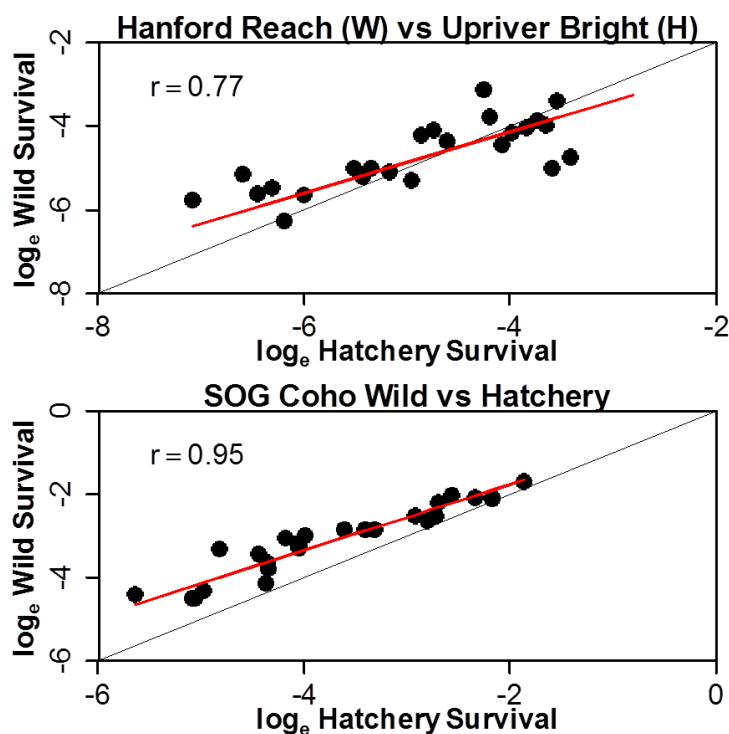 Hanford Reach (W) vs Upriver Bright (H)
r = 0.77
logₑ Wild Survival
-2
-4
-6
-8
-8 -6 -4 -2
logₑ Hatchery Survival
SOG Coho Wild vs Hatchery
r = 0.95
logₑ Wild Survival
0
-2
-4
-6
-6 -4 -2 0
logₑ Hatchery Survival